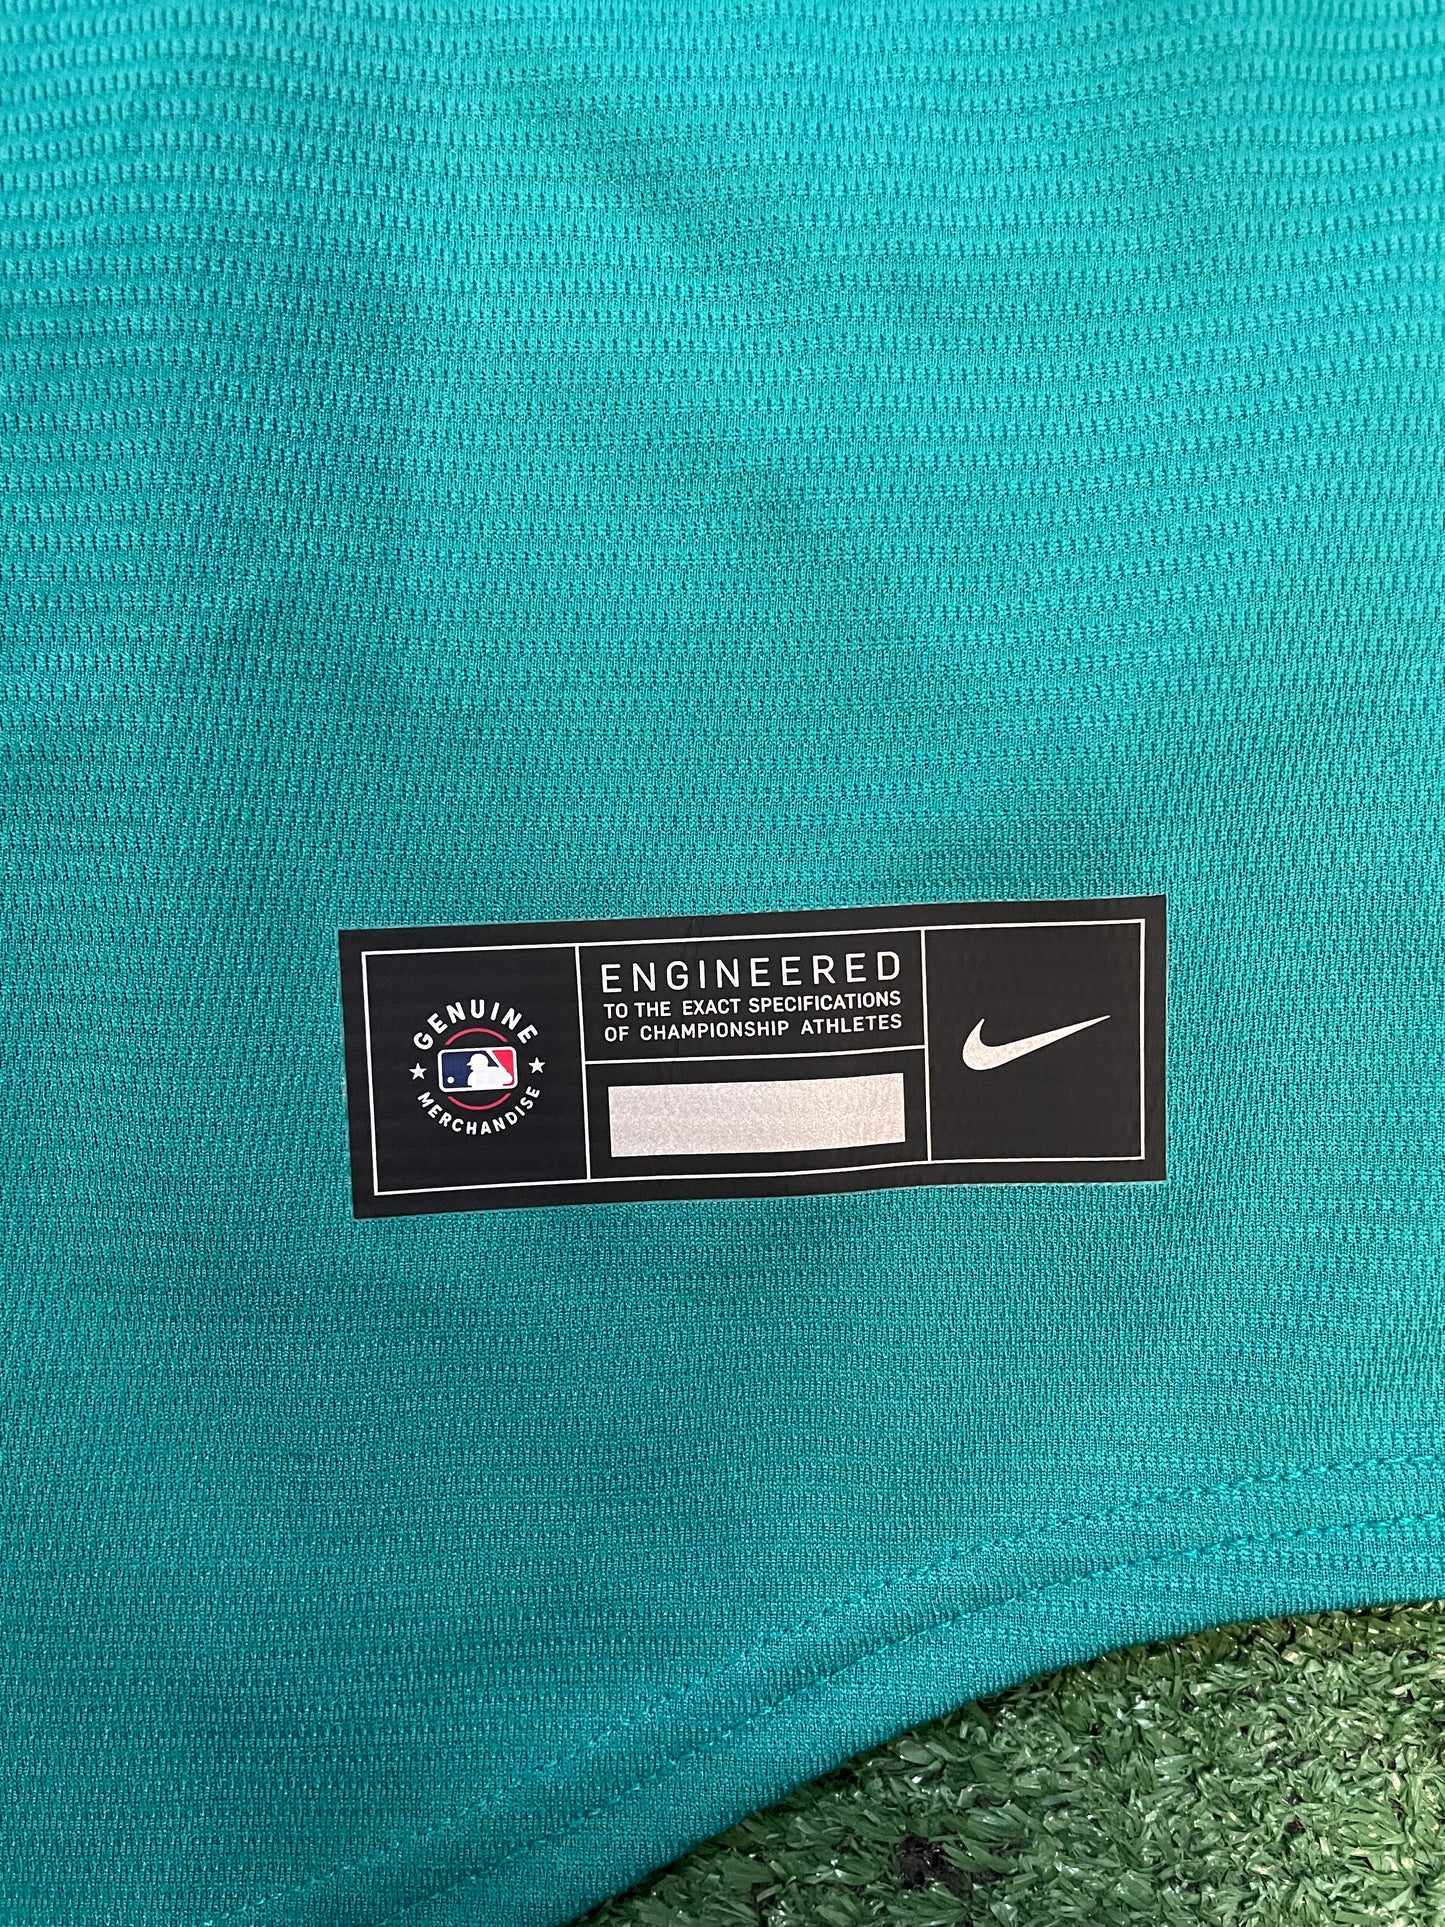 GENUINE
MERCHANDISE
ENGINEERED
TO THE EXACT SPECIFICATIONS
OF CHAMPIONSHIP ATHLETES